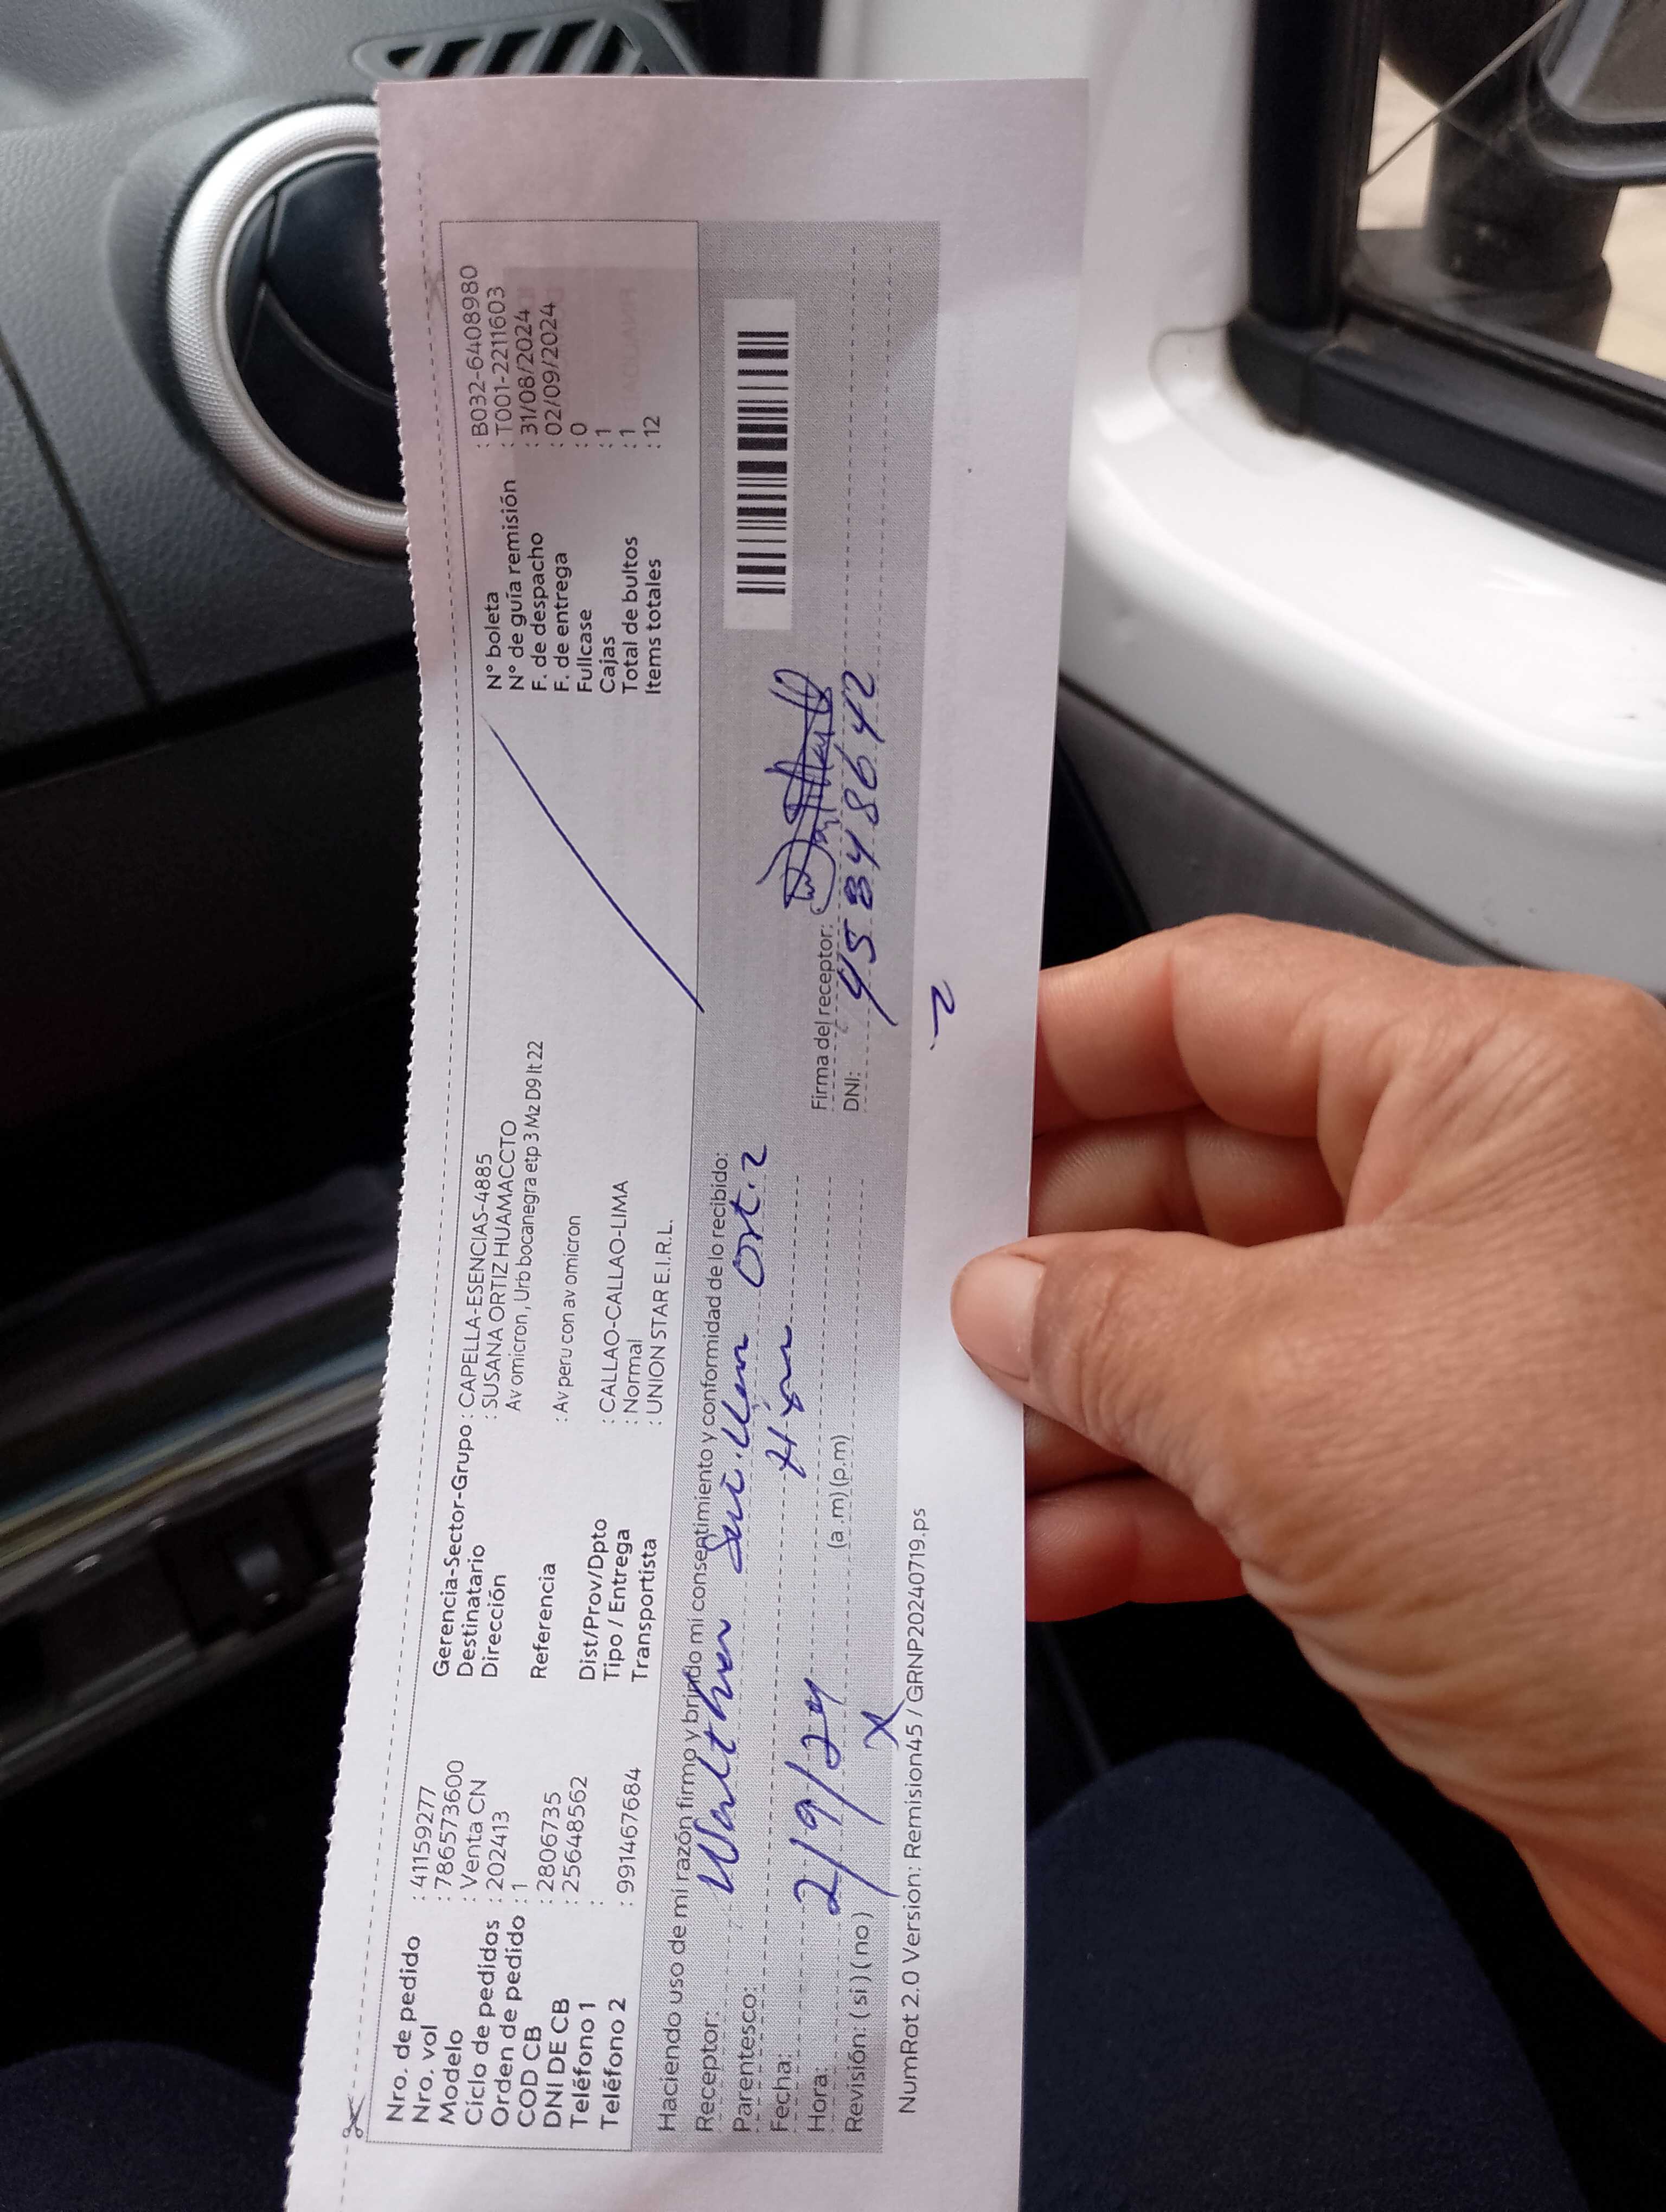 Nro. de pedido : 41159277
Nro. vol : 786573600
Modelo : Venta CN
Ciclo de pedidos : 202413
Orden de pedido : 1
COD CB : 2806735
DNI DE CB : 25648562
Teléfono 1 :
Teléfono 2 : 991467684
Gerencia-Sector-Grupo : CAPELLA-ESENCIAS-4885
Destinatario : SUSANA ORTIZ HUAMACCTO
Dirección Av omicron, Urb bocanegra etp 3 Mz D9 lt 22
Referencia : Av peru con av omicron
Dist/Prov/Dpto : CALLAO-CALLAO-LIMA
Tipo / Entrega : Normal
Transportista : UNION STAR E.I.R.L.
N° boleta : B032-6408980
N° de guía remisión : T001-2211603
F. de despacho : 31/08/2024
F. de entrega : 02/09/2024
Fullcase : 0
Cajas : 1
Total de bultos : 1
Items totales : 12
Haciendo uso de mi razón firmo y brindo mi consentimiento y conformidad de lo recibido:
Receptor: Walther Ortiz
Parentesco:
Fecha: 2/9/24
Hora: (a .m) (p.m)
Revisión: ( si ) ( no ) X
Firma del receptor:
DNI: 45848642
NumRot 2.0 Version: Remision45 / GRNP20240719.ps